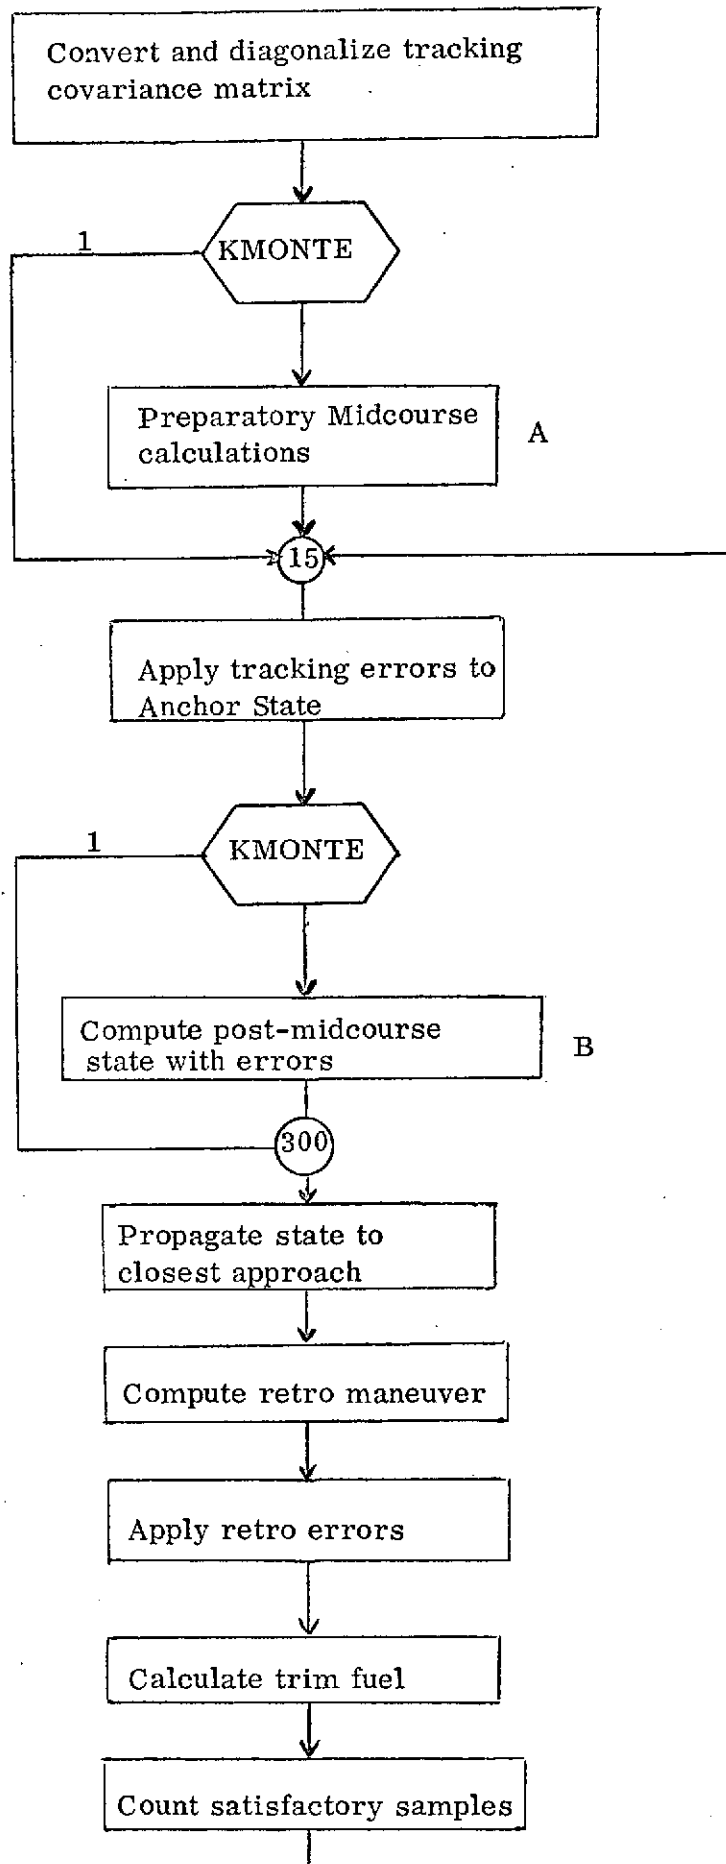 Convert and diagonalize tracking
covariance matrix
1
KMONTE
Preparatory Midcourse
calculations
A
15
Apply tracking errors to
Anchor State
1
KMONTE
Compute post-midcourse
state with errors
B
300
Propagate state to
closest approach
Compute retro maneuver
Apply retro errors
Calculate trim fuel
Count satisfactory samples